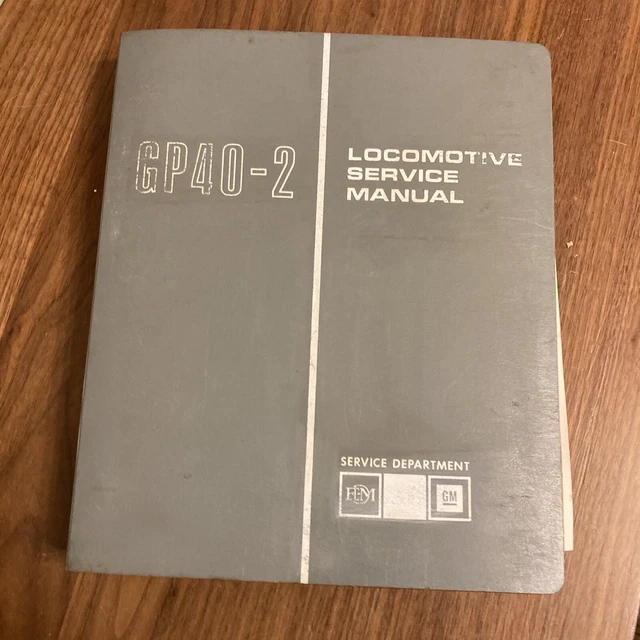 GP40-2
LOCOMOTIVE
SERVICE
MANUAL
SERVICE DEPARTMENT
EMD
GM